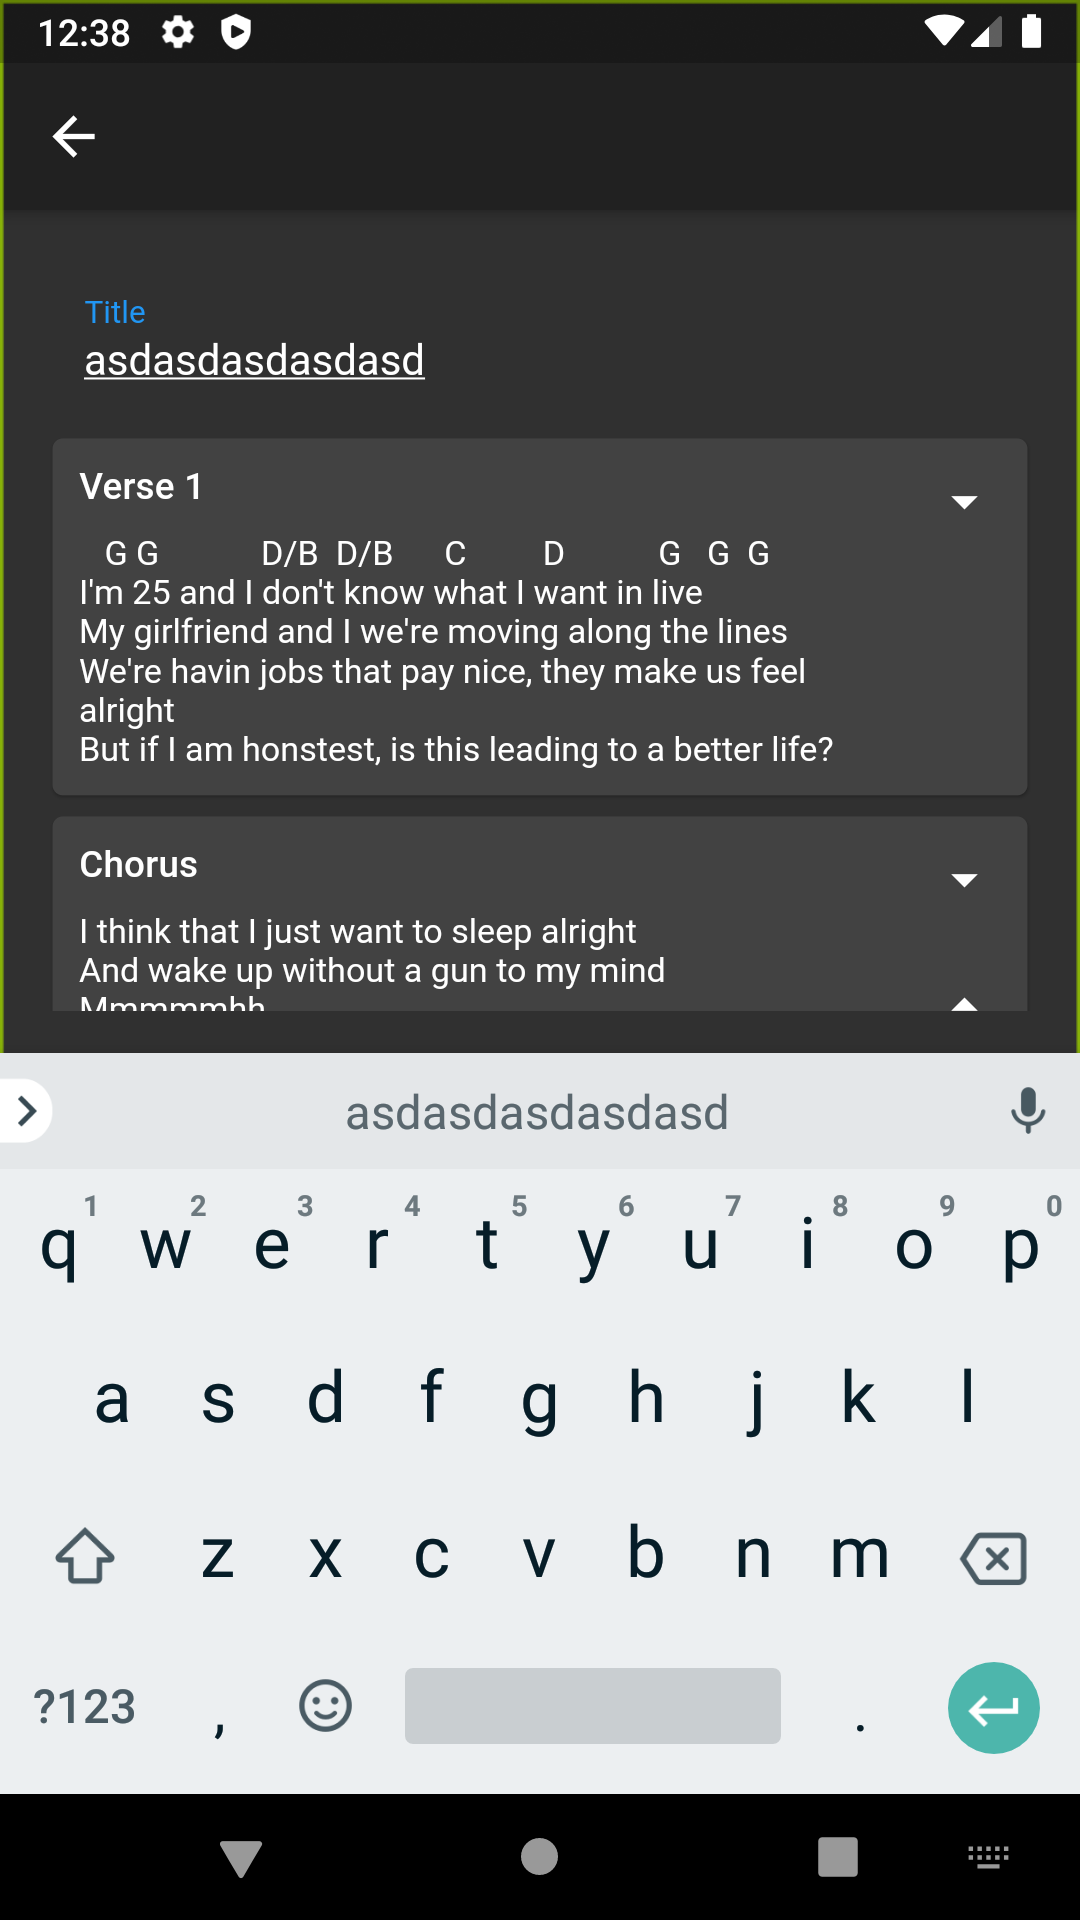 12:38
Title
asdasdasdasdasd
Verse 1
G G D/B D/B C D G G G
I'm 25 and I don't know what I want in live
My girlfriend and I we're moving along the lines
We're havin jobs that pay nice, they make us feel
alright
But if I am honstest, is this leading to a better life?
Chorus
I think that I just want to sleep alright
And wake up without a gun to my mind
Mmmmmhh
asdasdasdasdasd
1 2 3 4 5 6 7 8 9 0
q w e r t y u i o p
a s d f g h j k l
z x c v b n m
?123 , .